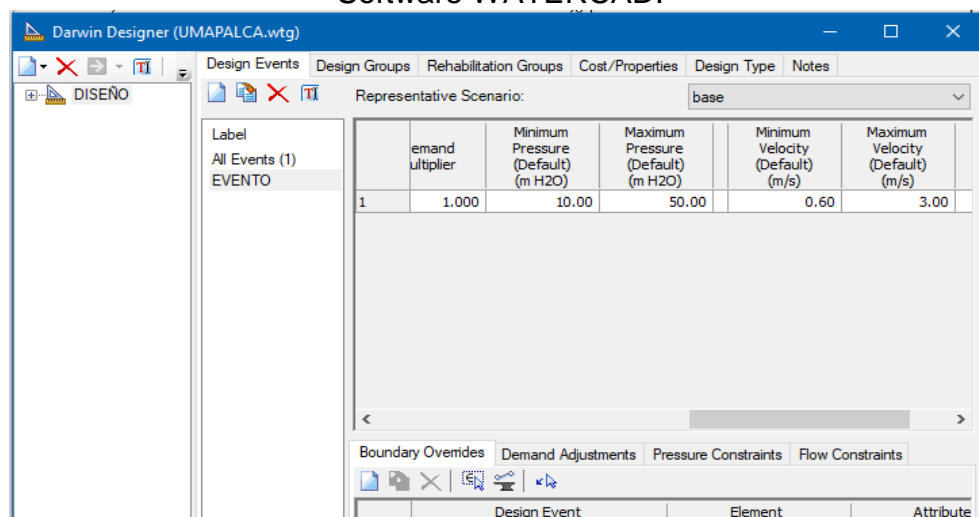 Software WATERCAD.
Darwin Designer (UMAPALCA.wtg)
Design Events Design Groups Rehabilitation Groups Cost/Properties Design Type Notes
DISEÑO
Representative Scenario: base
Label
All Events (1)
EVENTO
emand
ultiplier
Minimum
Pressure
(Default)
(m H2O)
Maximum
Pressure
(Default)
(m H2O)
Minimum
Velocity
(Default)
(m/s)
Maximum
Velocity
(Default)
(m/s)
1 1.000 10.00 50.00 0.60 3.00
Boundary Overrides Demand Adjustments Pressure Constraints Flow Constraints
Design Event Element Attribute